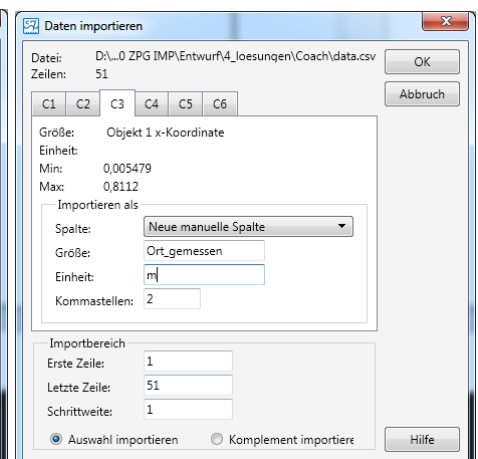 Daten importieren
Datei: D:\...0 ZPG IMP\Entwurf\4_loesungen\Coach\data.csv
OK
Zeilen: 51
Abbruch
C1 C2 C3 C4 C5 C6
Größe: Objekt 1 x-Koordinate
Einheit:
Min: 0,005479
Max: 0,8112
Importieren als
Spalte: Neue manuelle Spalte
Größe: Ort_gemessen
Einheit: m
Kommastellen: 2
Importbereich
Erste Zeile: 1
Letzte Zeile: 51
Schrittweite: 1
Auswahl importieren Komplement importiere
Hilfe